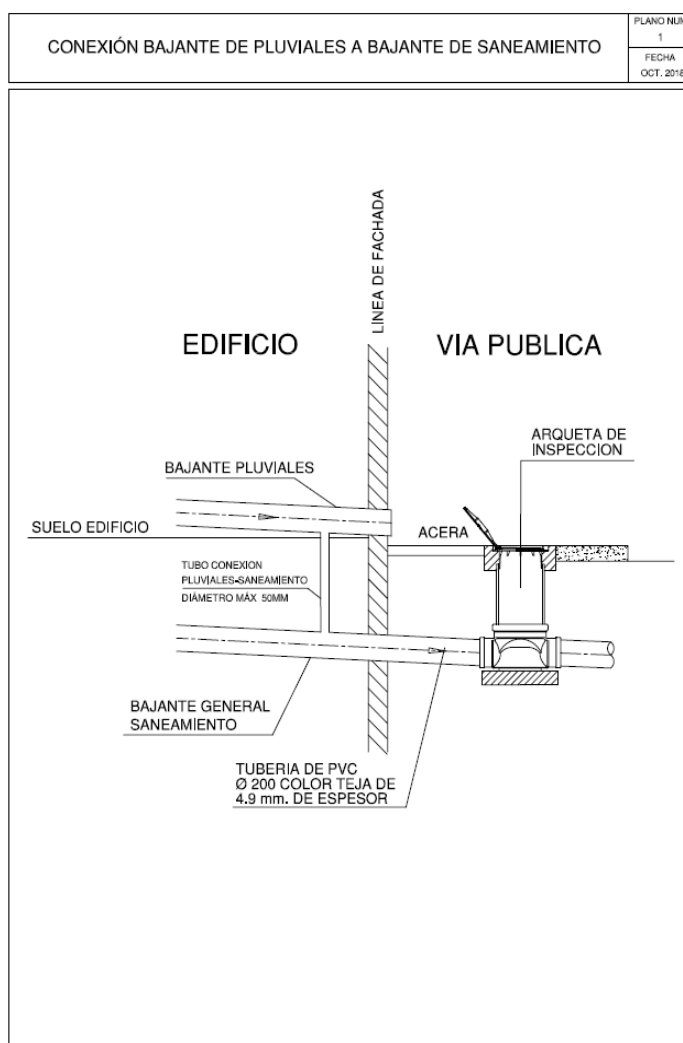 CONEXIÓN BAJANTE DE PLUVIALES A BAJANTE DE SANEAMIENTO
PLANO NUM
1
FECHA
OCT. 2018
LINEA DE FACHADA
EDIFICIO
VIA PUBLICA
ARQUETA DE
INSPECCION
BAJANTE PLUVIALES
SUELO EDIFICIO
ACERA
TUBO CONEXION
PLUVIALES-SANEAMIENTO
DIÁMETRO MÁX 50MM
BAJANTE GENERAL
SANEAMIENTO
TUBERIA DE PVC
Ø 200 COLOR TEJA DE
4.9 mm. DE ESPESOR